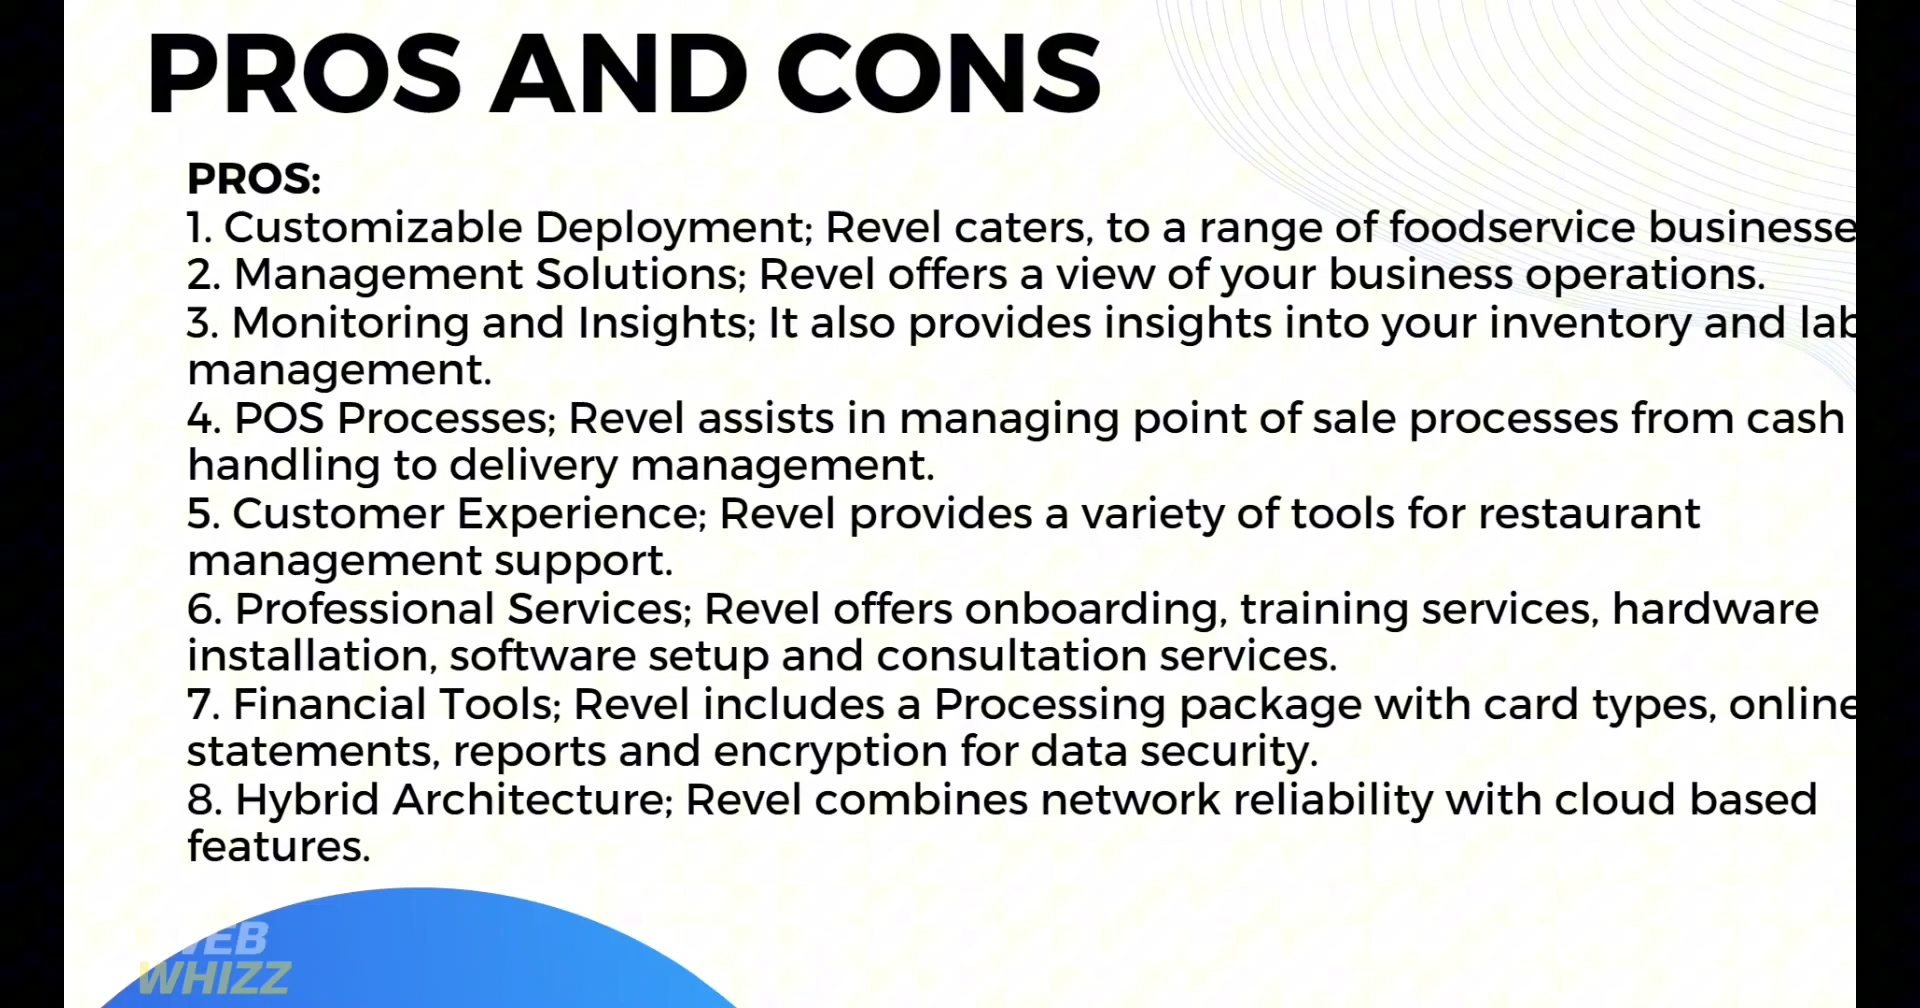 PROS AND CONS
PROS:
1. Customizable Deployment; Revel caters, to a range of foodservice businesse
2. Management Solutions; Revel offers a view of your business operations.
3. Monitoring and Insights; It also provides insights into your inventory and lab
management.
4. POS Processes; Revel assists in managing point of sale processes from cash
handling to delivery management.
5. Customer Experience; Revel provides a variety of tools for restaurant
management support.
6. Professional Services; Revel offers onboarding, training services, hardware
installation, software setup and consultation services.
7. Financial Tools; Revel includes a Processing package with card types, online
statements, reports and encryption for data security.
8. Hybrid Architecture; Revel combines network reliability with cloud based
features.
WEB
WHIZZ